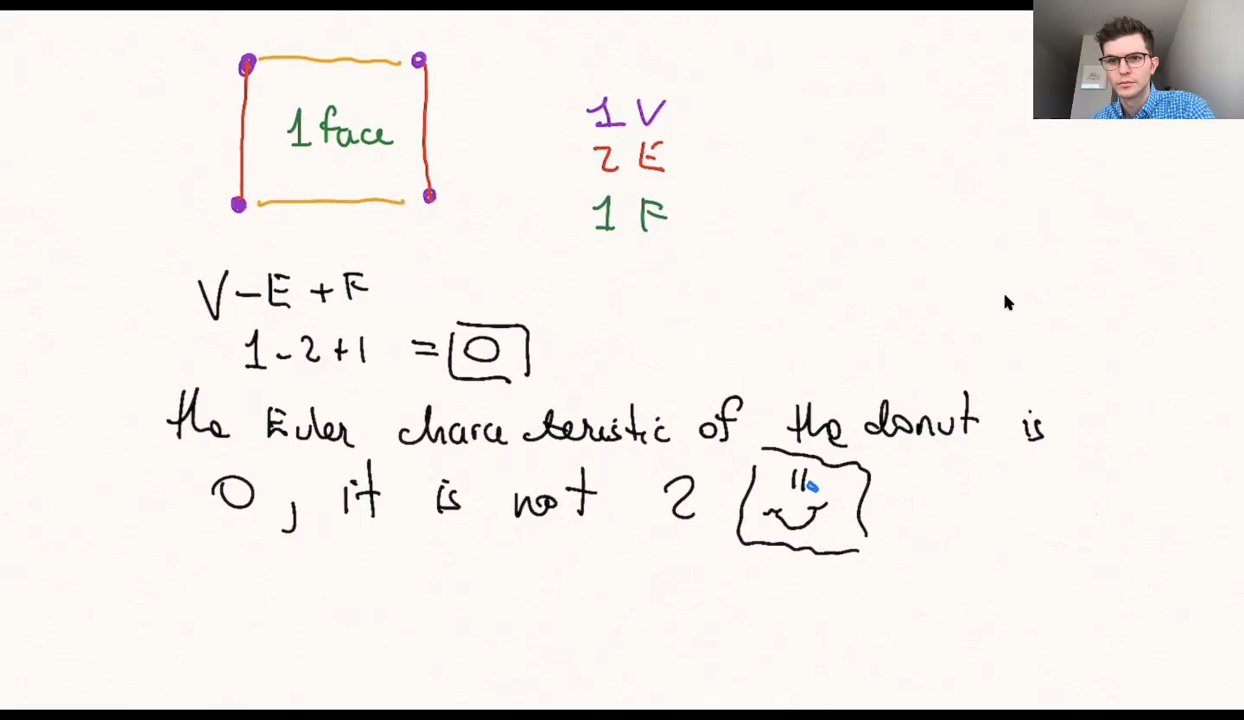 1 face
1 V
2 E
1 F
V - E + F
1 - 2 + 1 = 0
the Euler characteristic of the donut is
0, it is not 2